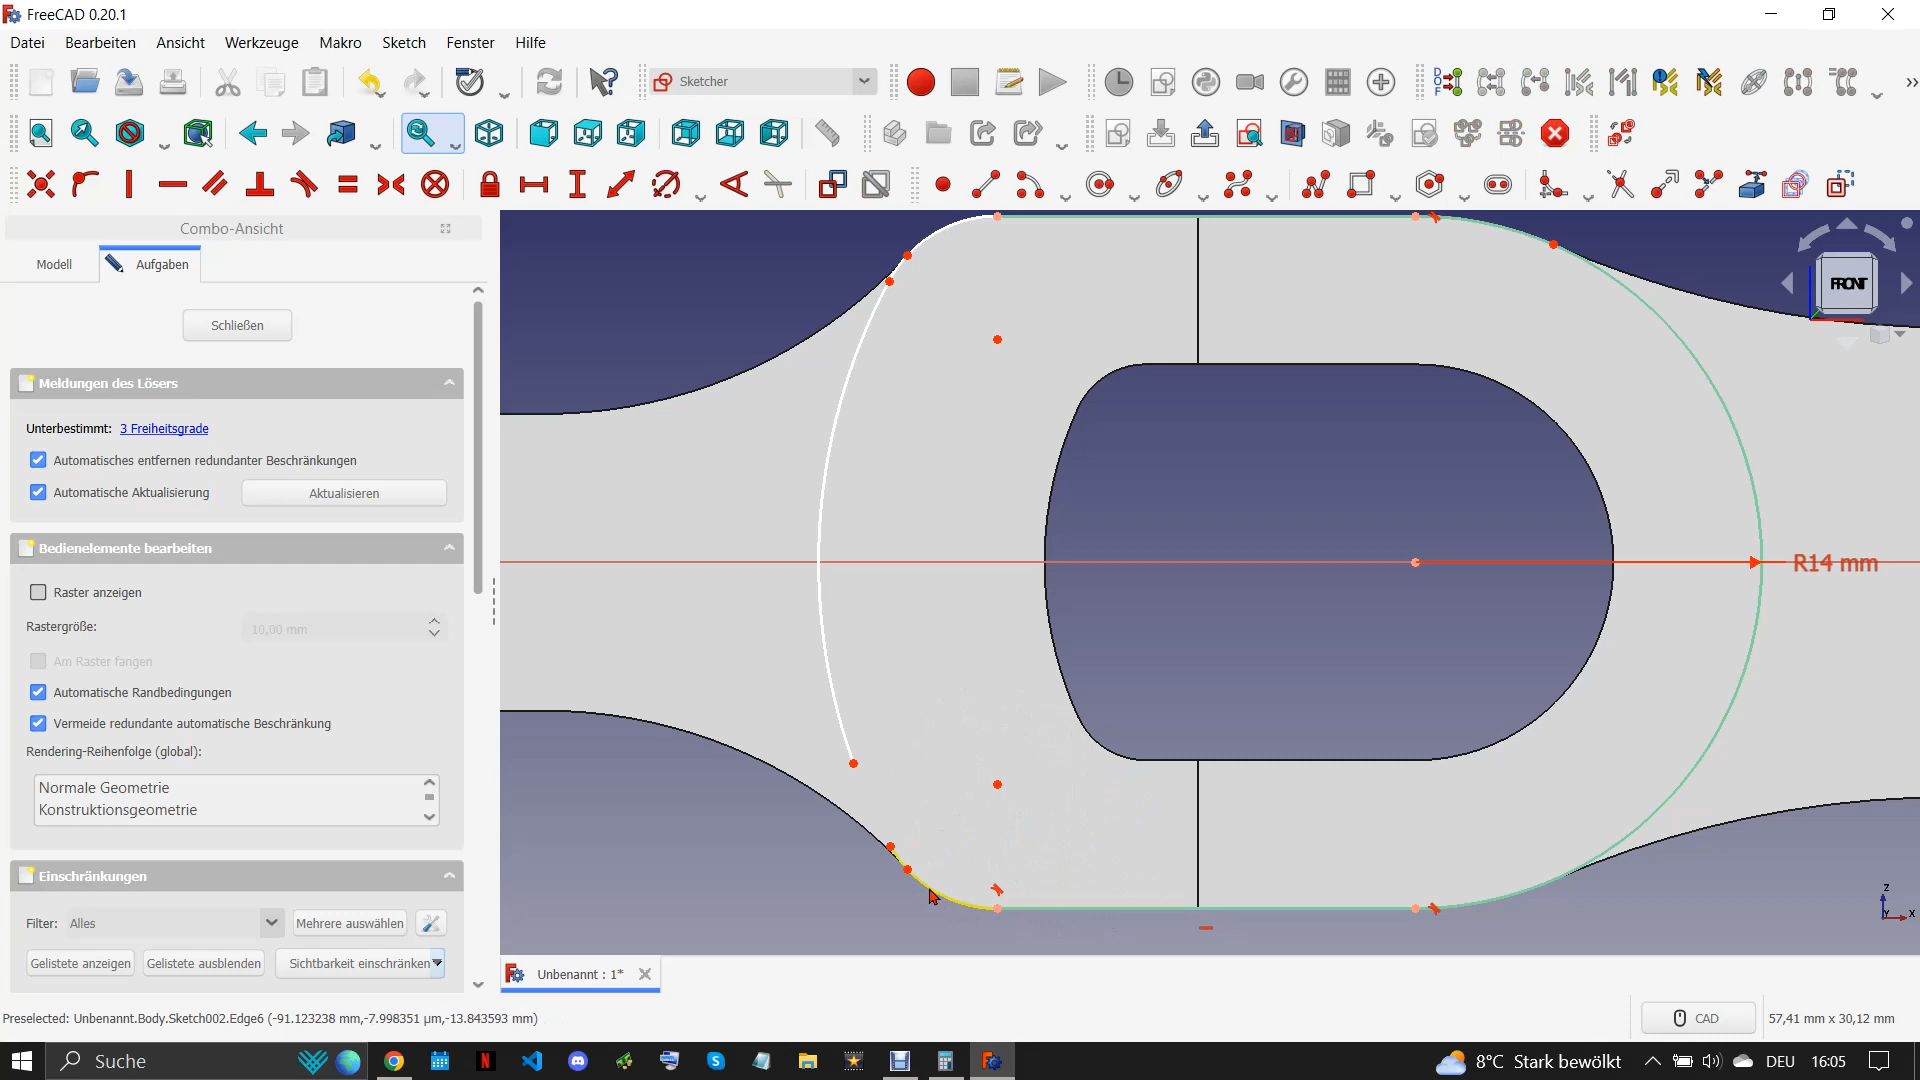 FreeCAD 0.20.1
Datei Bearbeiten Ansicht Werkzeuge Makro Sketch Fenster Hilfe
Sketcher
Combo-Ansicht
Modell Aufgaben
Schließen
Meldungen des Lösers
Unterbestimmt: 3 Freiheitsgrade
Automatisches entfernen redundanter Beschränkungen
Automatische Aktualisierung Aktualisieren
Bedienelemente bearbeiten
Raster anzeigen
Rastergröße: 10,00 mm
Am Raster fangen
Automatische Randbedingungen
Vermeide redundante automatische Beschränkung
Rendering-Reihenfolge (global):
Normale Geometrie
Konstruktionsgeometrie
Einschränkungen
Filter: Alles Mehrere auswählen
Gelistete anzeigen Gelistete ausblenden Sichtbarkeit einschränken
FRONT
R14 mm
Z
Y X
Unbenannt : 1*
Preselected: Unbenannt.Body.Sketch002.Edge6 (-91.123238 mm,-7.998351 µm,-13.843593 mm)
CAD 57,41 mm x 30,12 mm
Suche
8°C Stark bewölkt DEU 16:05